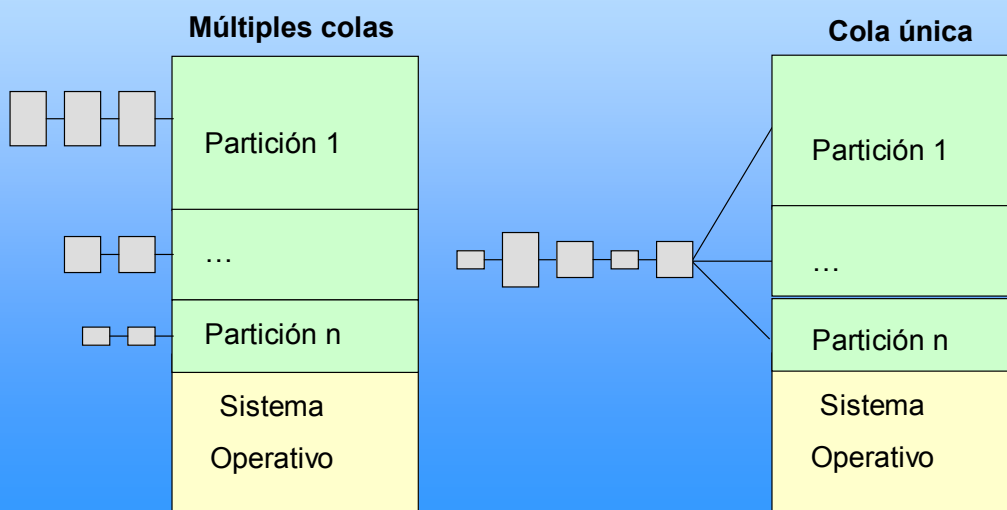 Múltiples colas
Partición 1
…
Partición n
Sistema
Operativo
Cola única
Partición 1
…
Partición n
Sistema
Operativo